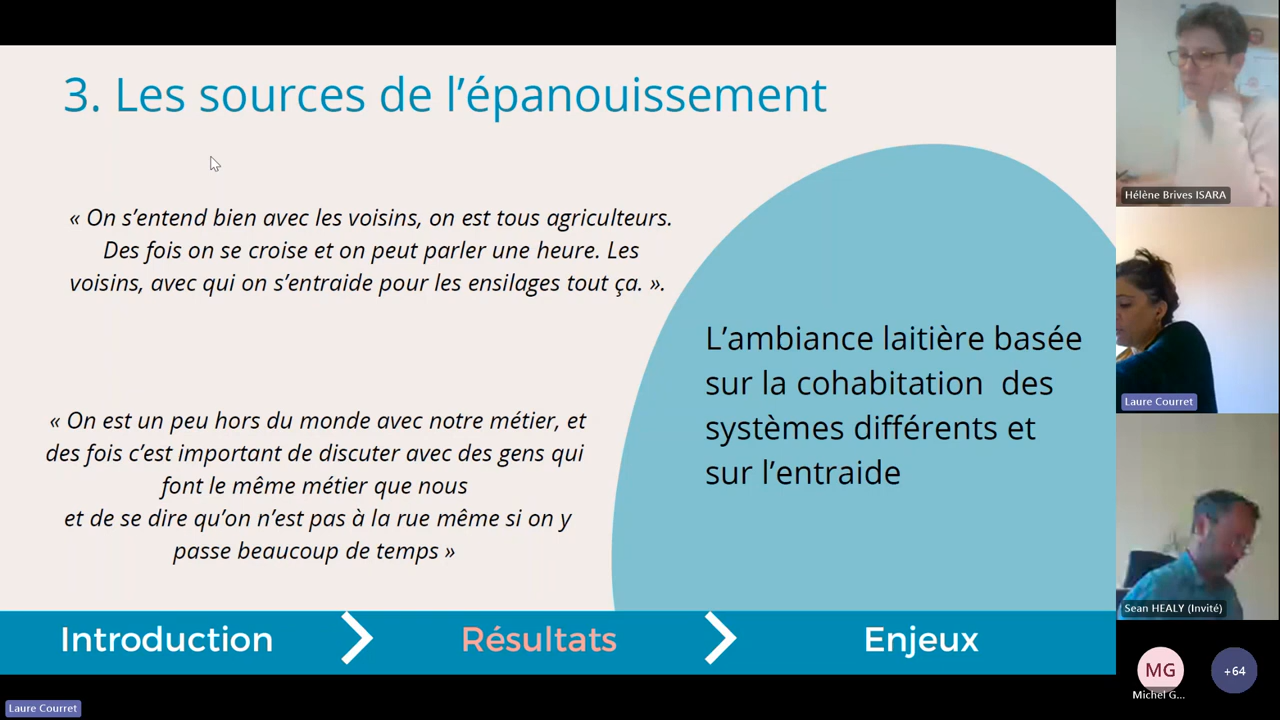 3. Les sources de l’épanouissement
« On s’entend bien avec les voisins, on est tous agriculteurs.
Des fois on se croise et on peut parler une heure. Les
voisins, avec qui on s’entraide pour les ensilages tout ça. ».
« On est un peu hors du monde avec notre métier, et
des fois c’est important de discuter avec des gens qui
font le même métier que nous
et de se dire qu’on n’est pas à la rue même si on y
passe beaucoup de temps »
L’ambiance laitière basée
sur la cohabitation  des
systèmes différents et
sur l’entraide
Introduction
Résultats
Enjeux
Laure Courret
Hélène Brives ISARA
Laure Courret
Sean HEALY (Invité)
MG
Michel G...
+64